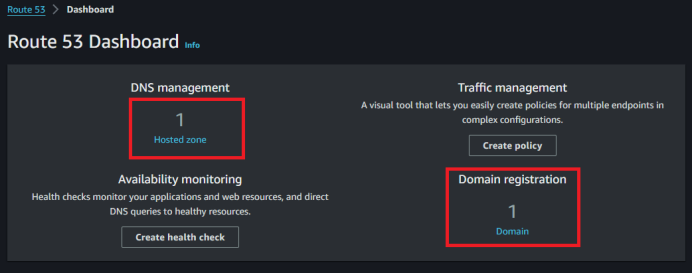 Route 53 > Dashboard
Route 53 Dashboard Info
DNS management
1
Hosted zone
Traffic management
A visual tool that lets you easily create policies for multiple endpoints in
complex configurations.
Create policy
Availability monitoring
Health checks monitor your applications and web resources, and direct
DNS queries to healthy resources.
Create health check
Domain registration
1
Domain